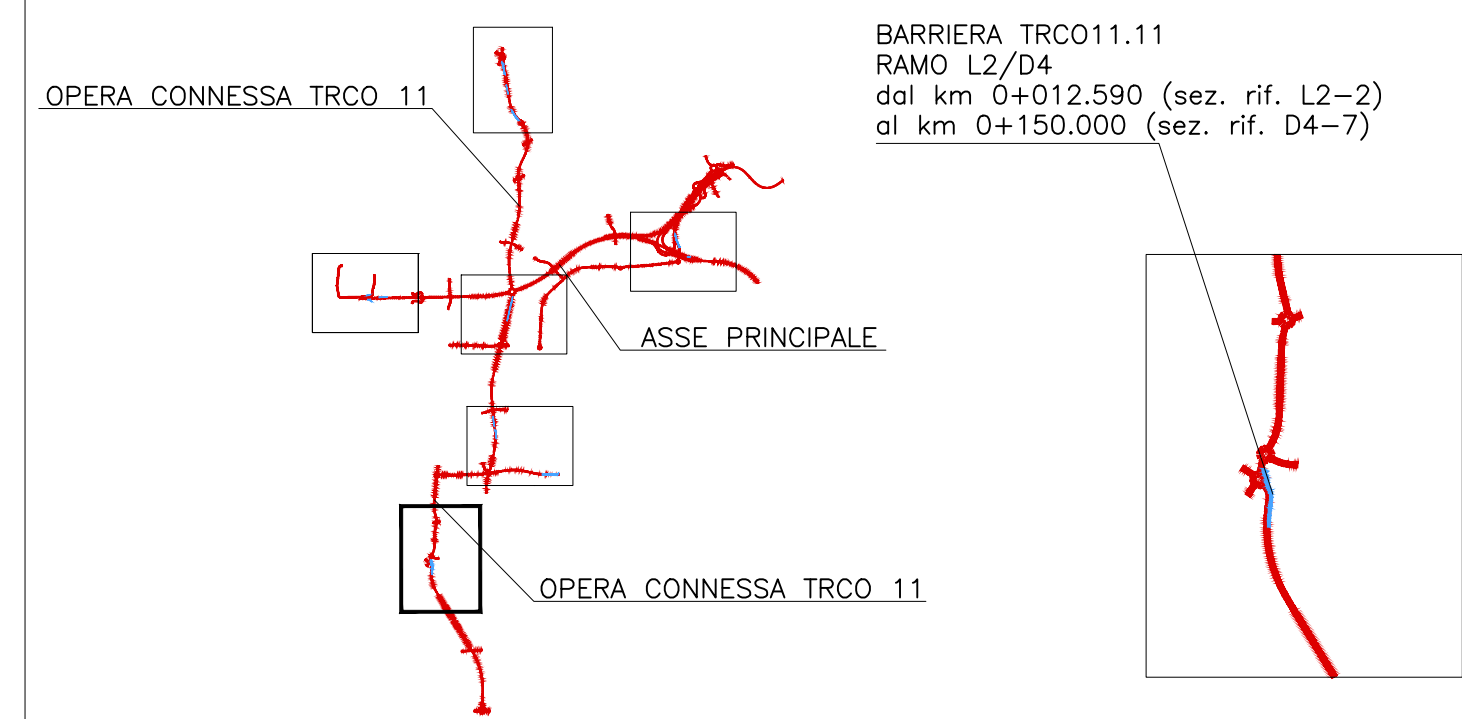 BARRIERA TRCO11.11
RAMO L2/D4
dal km 0+012.590 (sez. rif. L2-2)
al km 0+150.000 (sez. rif. D4-7)
OPERA CONNESSA TRCO 11
ASSE PRINCIPALE
OPERA CONNESSA TRCO 11